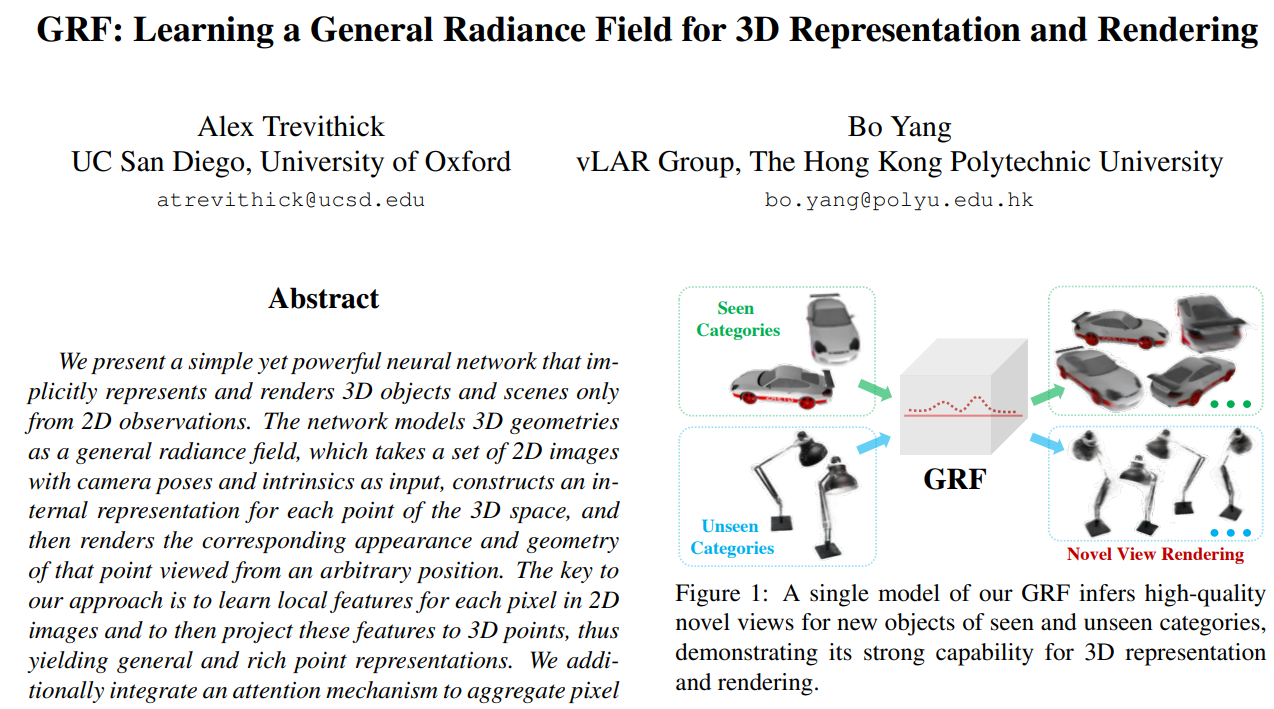 GRF: Learning a General Radiance Field for 3D Representation and Rendering
Alex Trevithick
UC San Diego, University of Oxford
atrevithick@ucsd.edu
Bo Yang
vLAR Group, The Hong Kong Polytechnic University
bo.yang@polyu.edu.hk
Abstract
We present a simple yet powerful neural network that im-
plicitly represents and renders 3D objects and scenes only
from 2D observations. The network models 3D geometries
as a general radiance field, which takes a set of 2D images
with camera poses and intrinsics as input, constructs an in-
ternal representation for each point of the 3D space, and
then renders the corresponding appearance and geometry
of that point viewed from an arbitrary position. The key to
our approach is to learn local features for each pixel in 2D
images and to then project these features to 3D points, thus
yielding general and rich point representations. We addi-
tionally integrate an attention mechanism to aggregate pixel
Seen
Categories
Unseen
Categories
GRF
Novel View Rendering
Figure 1: A single model of our GRF infers high-quality
novel views for new objects of seen and unseen categories,
demonstrating its strong capability for 3D representation
and rendering.